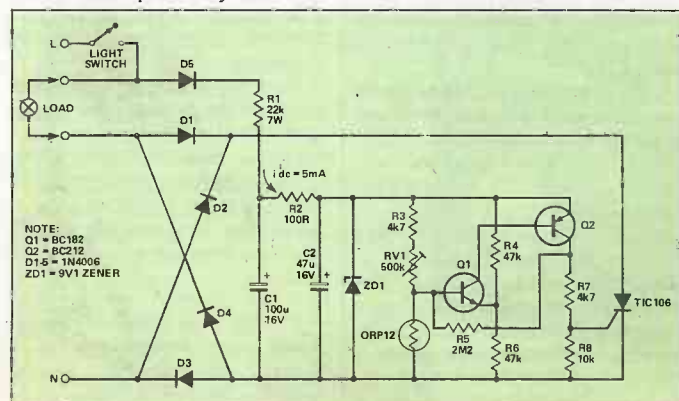 L
LIGHT
SWITCH
D5
LOAD
D1
R1
22k
7W
i dc = 5mA
R2
100R
D2
NOTE:
Q1 = BC182
Q2 = BC212
D1-5 = 1N4006
ZD1 = 9V1 ZENER
D4
C1
100u
16V
C2
47u
16V
ZD1
R3
4k7
RV1
500k
ORP12
Q1
R4
47k
R5
2M2
R6
47k
Q2
R7
4k7
R8
10k
TIC106
N
D3